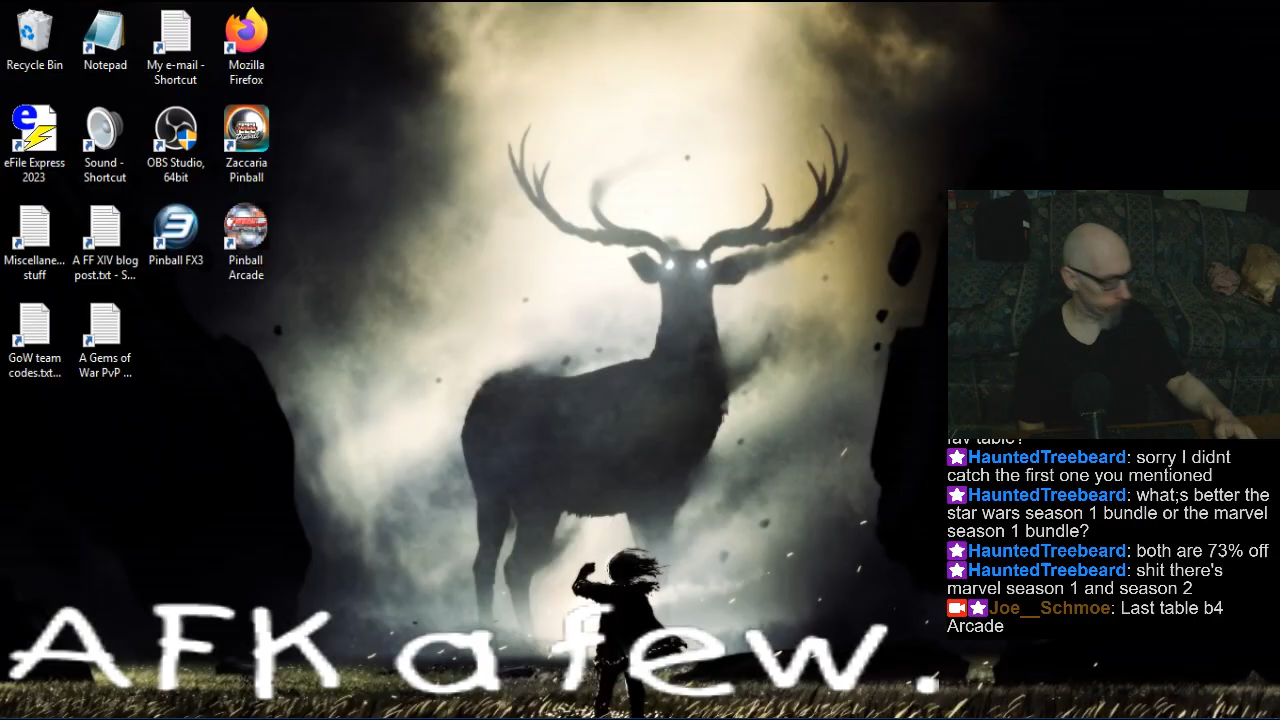 Recycle Bin
Notepad
My e-mail -
Shortcut
Mozilla
Firefox
eFile Express
2023
Sound -
Shortcut
OBS Studio,
64bit
Zaccaria
Pinball
Miscellane...
stuff
A FF XIV blog
post.txt - S...
Pinball FX3
Pinball
Arcade
GoW team
codes.txt...
A Gems of
War PvP ...
fav table?
HauntedTreebeard: sorry I didnt
catch the first one you mentioned
HauntedTreebeard: what;s better the
star wars season 1 bundle or the marvel
season 1 bundle?
HauntedTreebeard: both are 73% off
HauntedTreebeard: shit there's
marvel season 1 and season 2
Joe__Schmoe: Last table b4
Arcade
AFK a few.